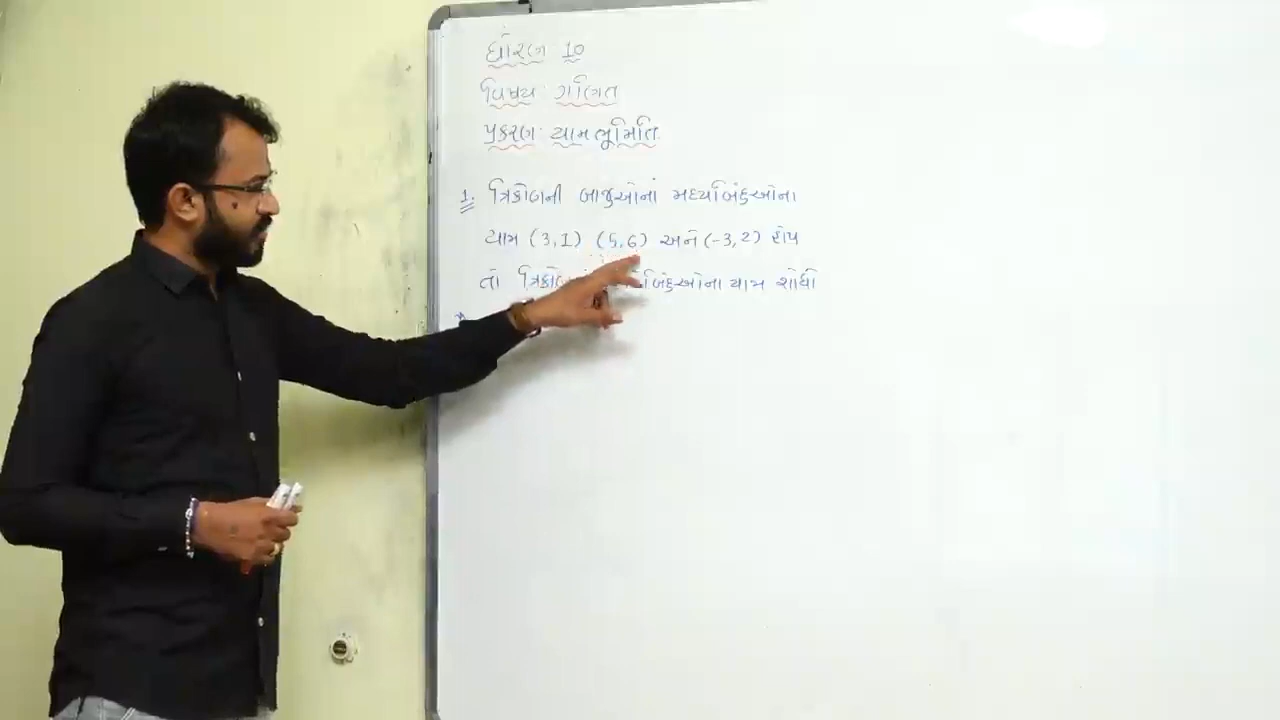 ધોરણ 10
વિષય : ગણિત
પ્રકરણ : યામભૂમિતિ
1. ત્રિકોણની બાજુઓનાં મધ્યબિંદુઓના
યામ (3,1) (5,6) અને (-3,2) હોય
તો બિંદુઓના યામ શોધો